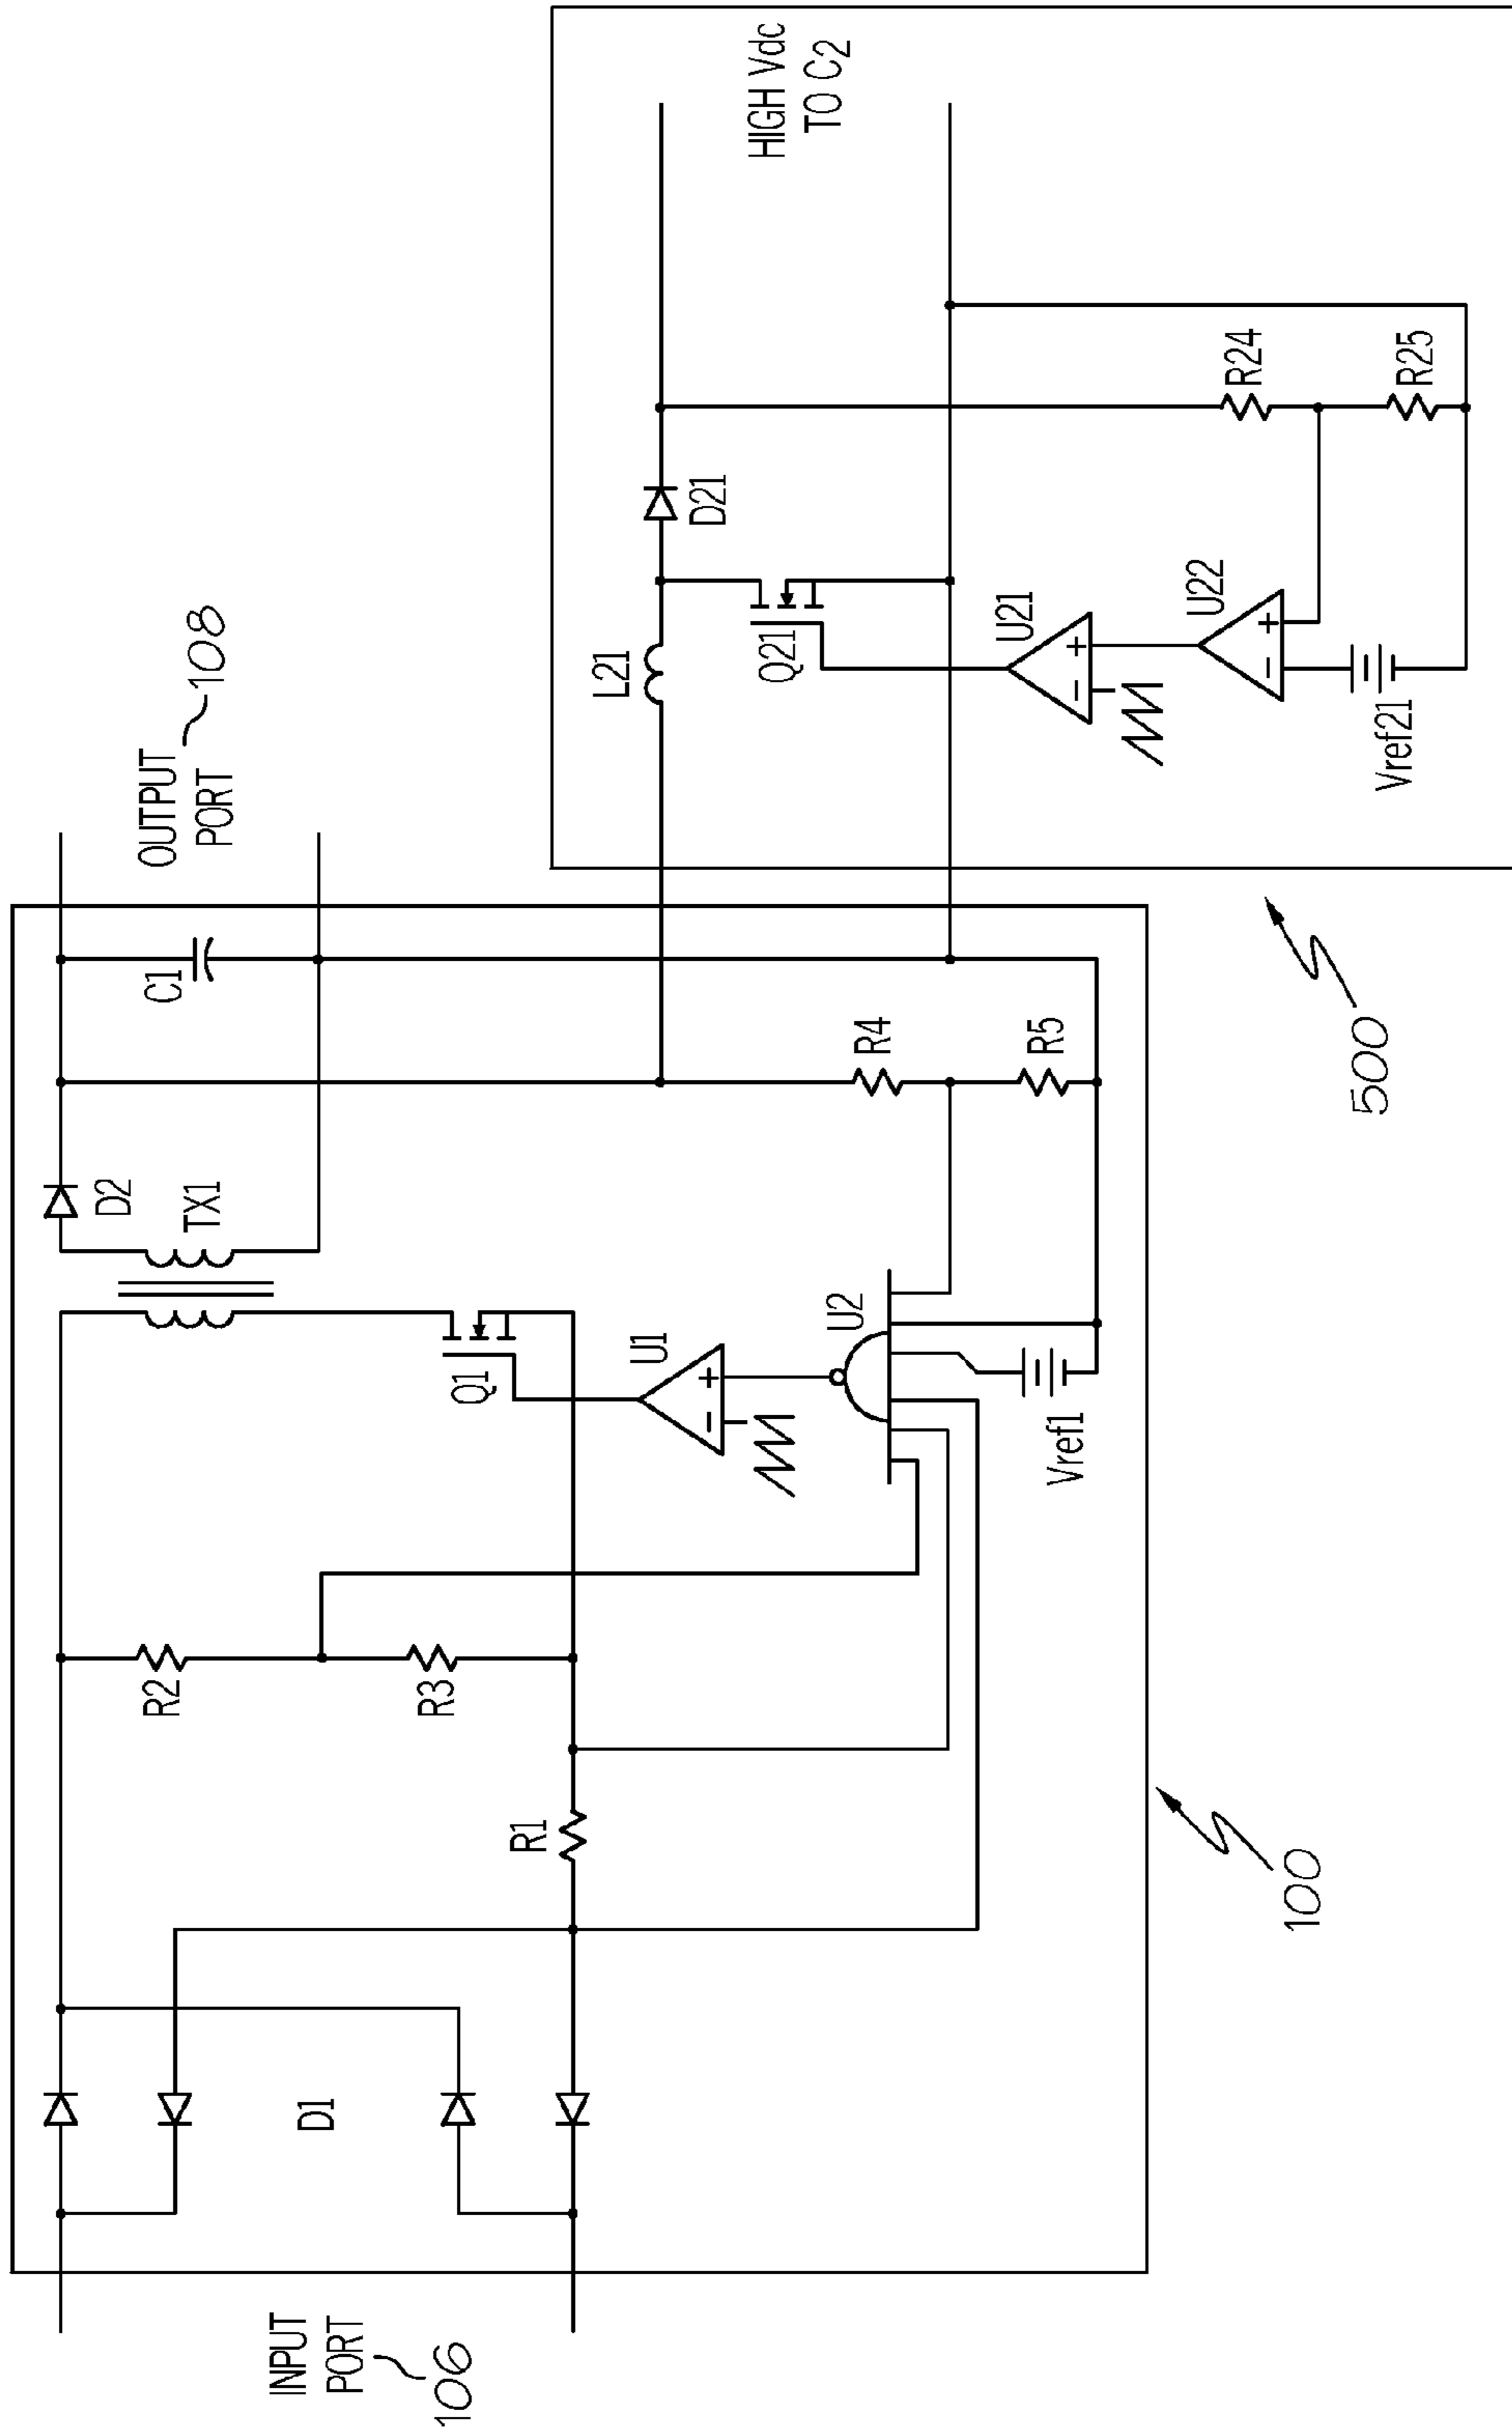 INPUT
PORT
106
D1
R1
R2
R3
Q1
U1
U2
Vref1
TX1
D2
C1
R4
R5
OUTPUT
PORT
108
100
500
L21
D21
Q21
U21
U22
Vref21
R24
R25
HIGH Vdc
TO C2
+
−
+
−
+
−